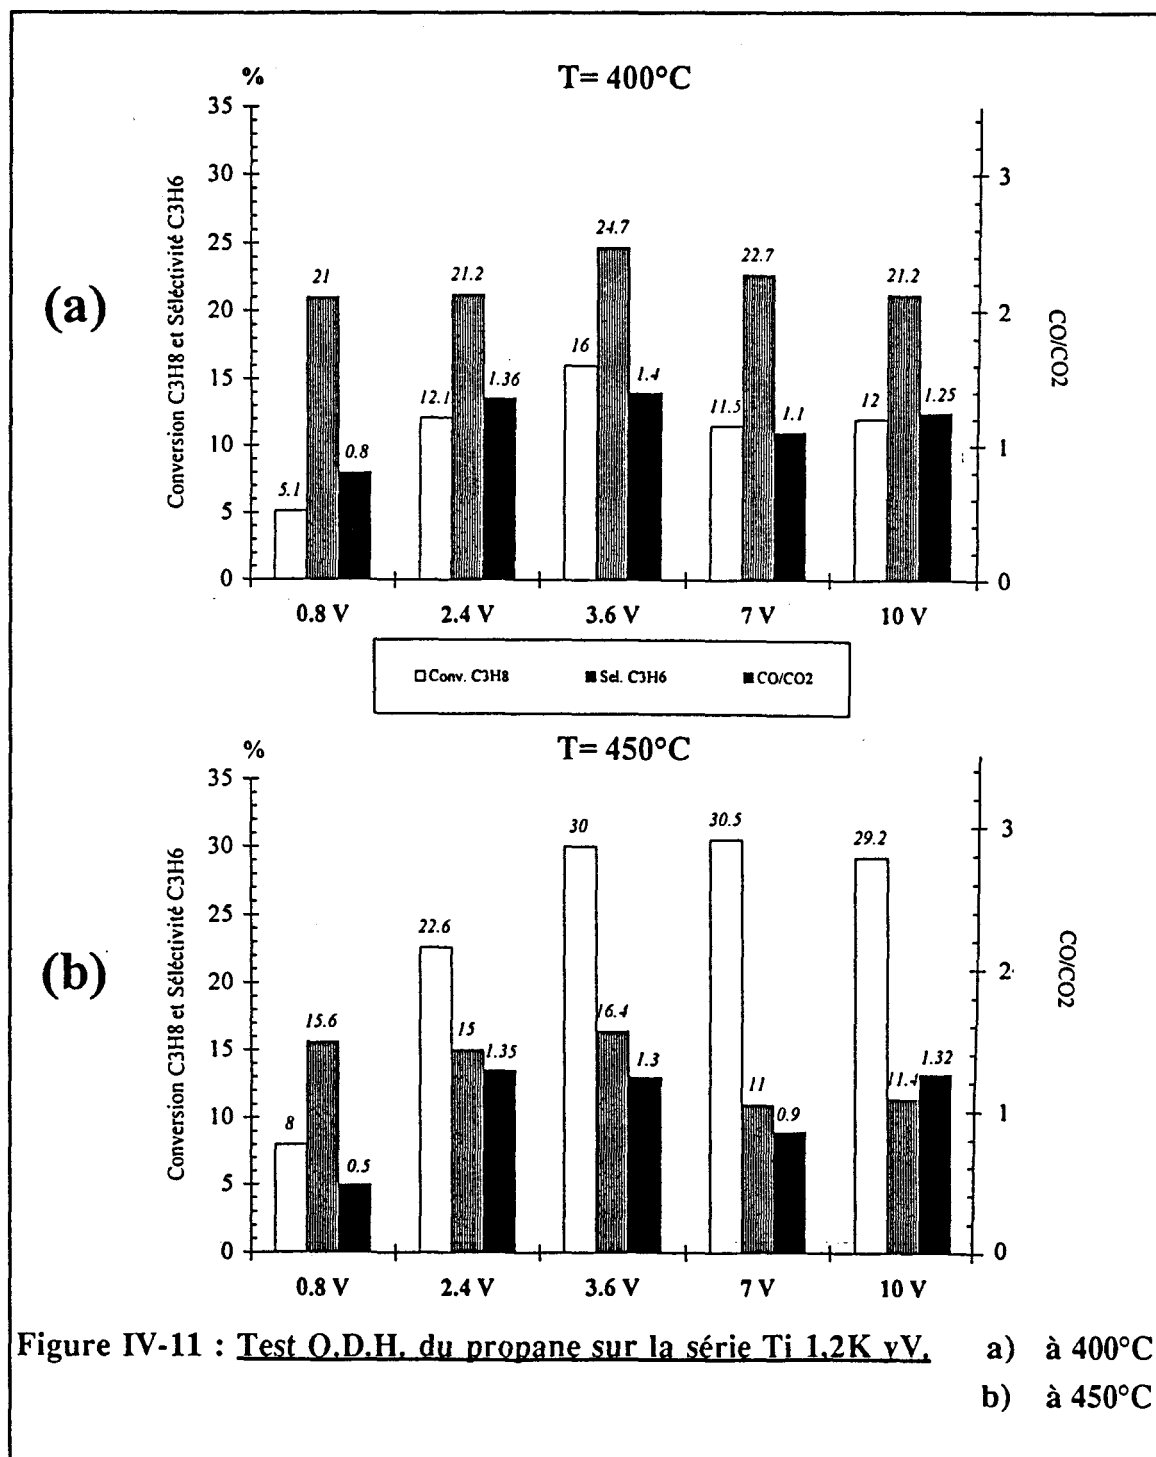 % T= 400°C
35
30
25
20
15
10
5
0
Conversion C3H8 et Séléctivité C3H6
(a)
5.1 21 0.8
12.1 21.2 1.36
16 24.7 1.4
11.5 22.7 1.1
12 21.2 1.25
3
2
1
0
CO/CO2
0.8 V 2.4 V 3.6 V 7 V 10 V
Conv. C3H8 Sel. C3H6 CO/CO2
% T= 450°C
35
30
25
20
15
10
5
0
Conversion C3H8 et Séléctivité C3H6
(b)
8 15.6 0.5
22.6 15 1.35
30 16.4 1.3
30.5 11 0.9
29.2 11.4 1.32
3
2
1
0
CO/CO2
0.8 V 2.4 V 3.6 V 7 V 10 V
Figure IV-11 : Test O.D.H. du propane sur la série Ti 1.2K yV. a) à 400°C
b) à 450°C